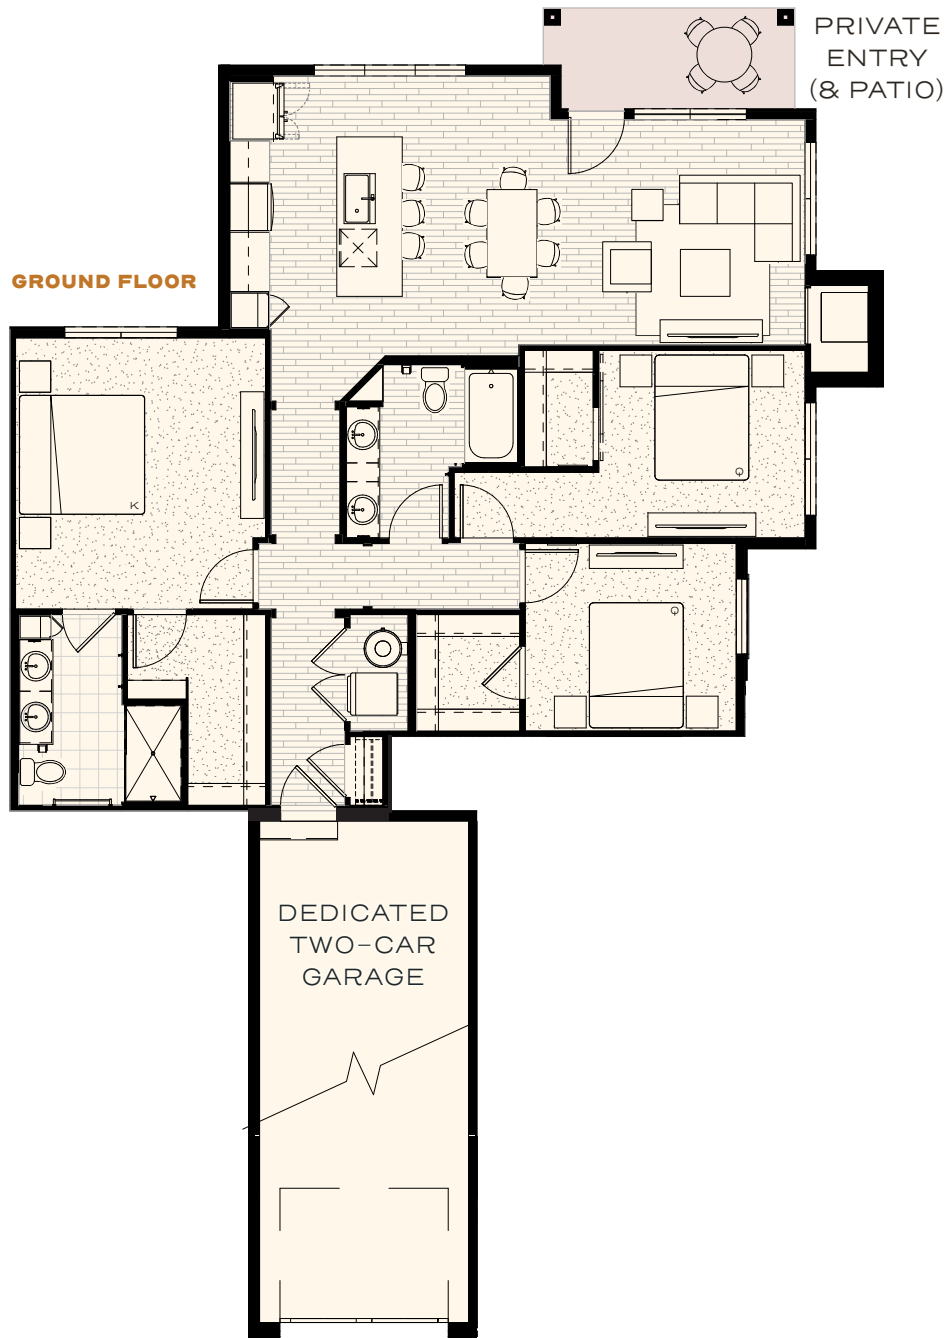 PRIVATE
ENTRY
(& PATIO)
GROUND FLOOR
K
DEDICATED
TWO-CAR
GARAGE